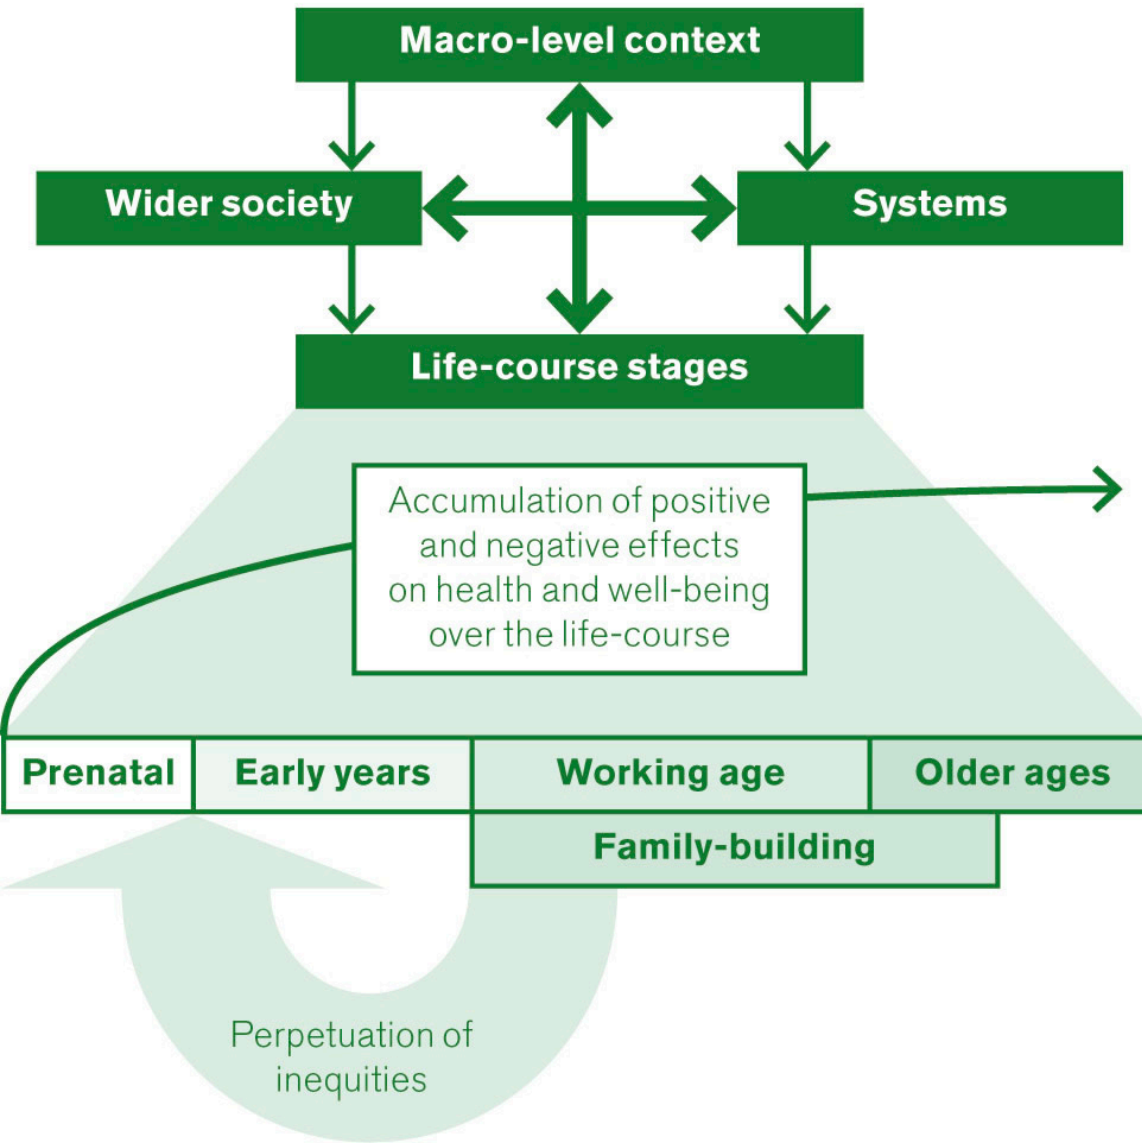 Macro-level context
Wider society
Systems
Life-course stages
Accumulation of positive
and negative effects
on health and well-being
over the life-course
Prenatal
Early years
Working age
Older ages
Family-building
Perpetuation of
inequities